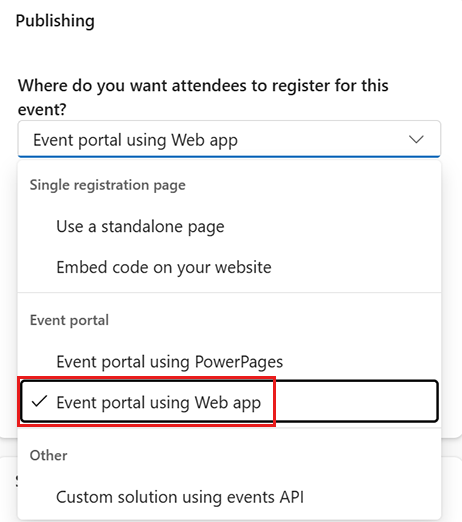 Publishing
Where do you want attendees to register for this
event?
Event portal using Web app
Single registration page
Use a standalone page
Embed code on your website
Event portal
Event portal using PowerPages
Event portal using Web app
Other
Custom solution using events API